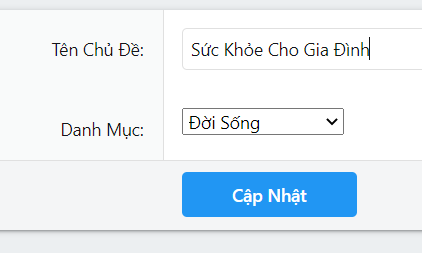 Tên Chủ Đề: Sức Khỏe Cho Gia Đình
Danh Mục: Đời Sống
Cập Nhật